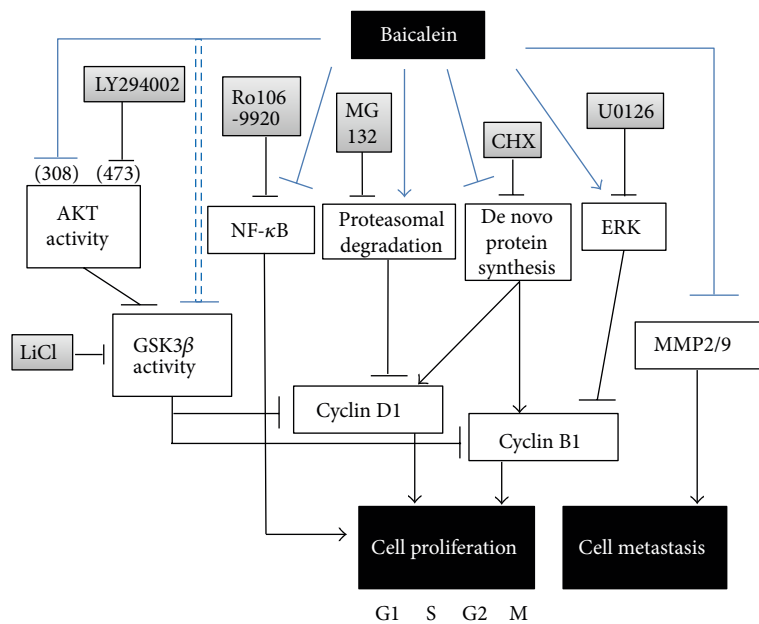 Baicalein
LY294002
Ro106
-9920
MG
132
CHX
U0126
(308) (473)
AKT
activity
NF-κB
Proteasomal
degradation
De novo
protein
synthesis
ERK
LiCl
GSK3β
activity
MMP2/9
Cyclin D1
Cyclin B1
Cell proliferation
Cell metastasis
G1 S G2 M